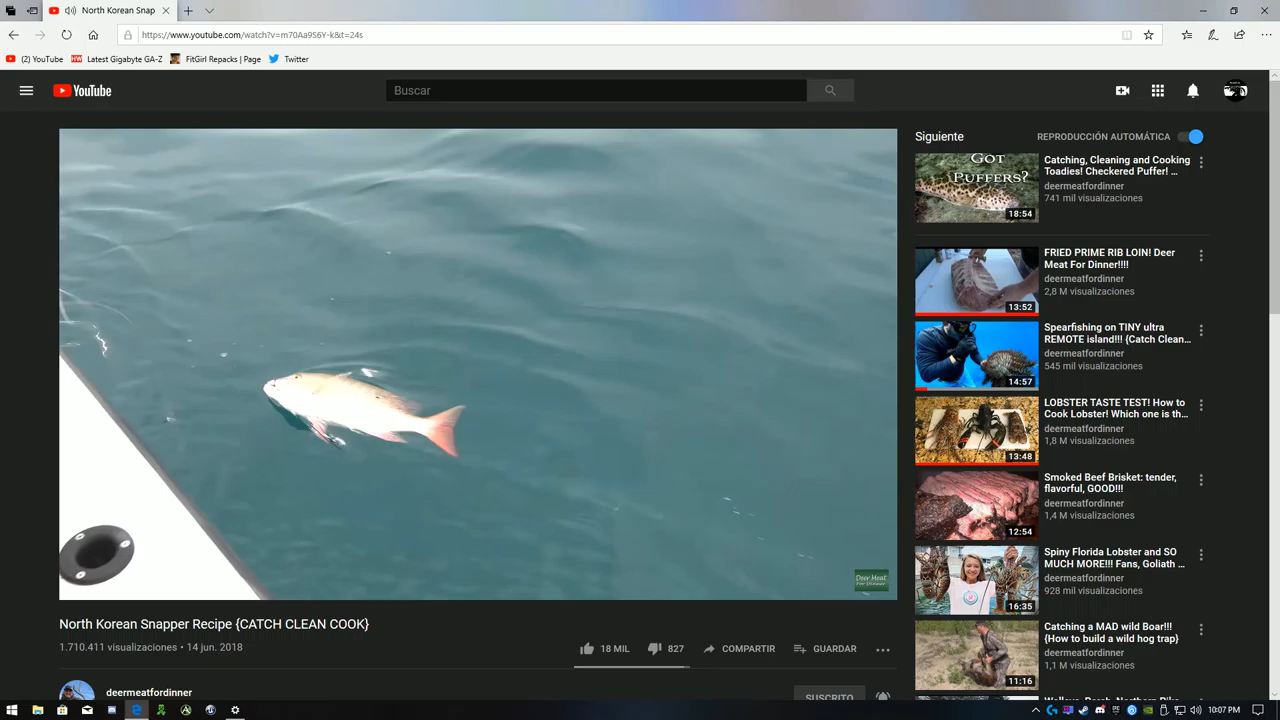 North Korean Snap
https://www.youtube.com/watch?v=m70Aa9S6Y-k&t=24s
(2) YouTube
Latest Gigabyte GA-Z
FitGirl Repacks | Page
Twitter
YouTube
Buscar
Siguiente
REPRODUCCIÓN AUTOMÁTICA
GOT
PUFFERS?
18:54
Catching, Cleaning and Cooking
Toadies! Checkered Puffer! ...
deermeatfordinner
741 mil visualizaciones
13:52
FRIED PRIME RIB LOIN! Deer
Meat For Dinner!!!!
deermeatfordinner
2,8 M visualizaciones
14:57
Spearfishing on TINY ultra
REMOTE island!!! {Catch Clean...
deermeatfordinner
545 mil visualizaciones
13:48
LOBSTER TASTE TEST! How to
Cook Lobster! Which one is th...
deermeatfordinner
1,8 M visualizaciones
12:54
Smoked Beef Brisket: tender,
flavorful, GOOD!!!
deermeatfordinner
1,4 M visualizaciones
16:35
Spiny Florida Lobster and SO
MUCH MORE!!! Fans, Goliath ...
deermeatfordinner
928 mil visualizaciones
11:16
Catching a MAD wild Boar!!!
{How to build a wild hog trap}
deermeatfordinner
1,1 M visualizaciones
Deer Meat
For Dinner
North Korean Snapper Recipe {CATCH CLEAN COOK}
1.710.411 visualizaciones • 14 jun. 2018
18 MIL
827
COMPARTIR
GUARDAR
deermeatfordinner
SUSCRITO
10:07 PM